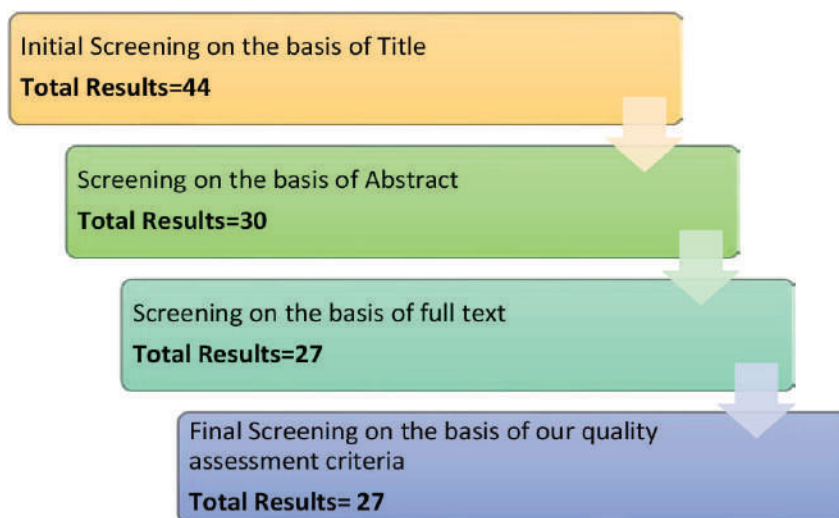 Initial Screening on the basis of Title
Total Results=44
Screening on the basis of Abstract
Total Results=30
Screening on the basis of full text
Total Results=27
Final Screening on the basis of our quality
assessment criteria
Total Results= 27